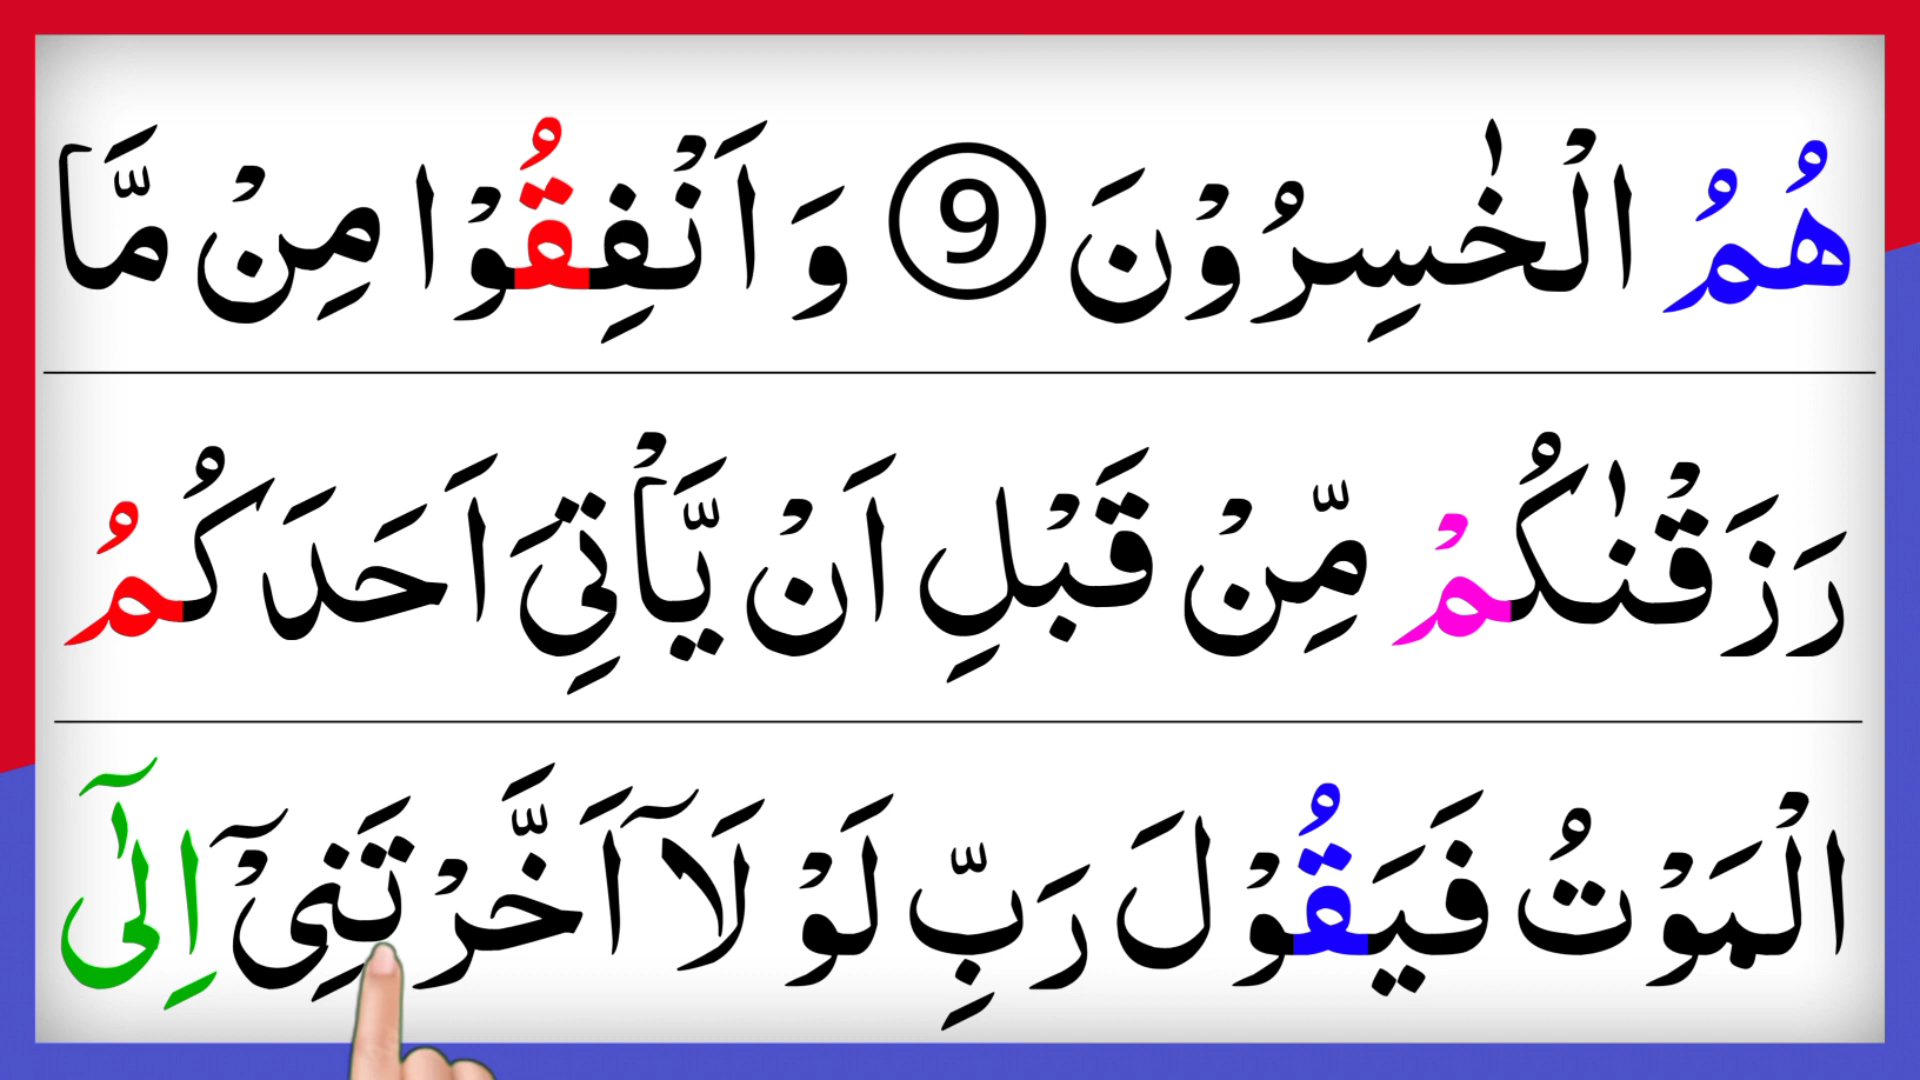 هُمُ الْخٰسِرُوْنَ 9 وَ اَنْفِقُوْا مِنْ مَّا
رَزَقْنٰكُمْ مِّنْ قَبْلِ اَنْ يَّاْتِیَ اَحَدَكُمُ
الْمَوْتُ فَیَقُوْلَ رَبِّ لَوْ لَاۤ اَخَّرْتَنِیْۤ اِلٰۤی